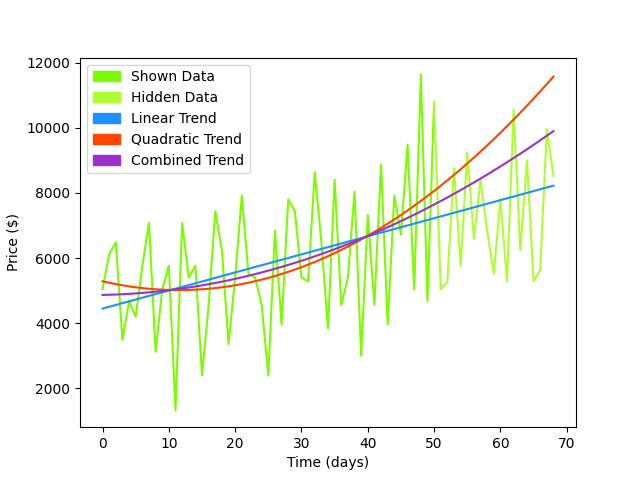 12000
10000
8000
6000
4000
2000
Price ($)
Shown Data
Hidden Data
Linear Trend
Quadratic Trend
Combined Trend
0 10 20 30 40 50 60 70
Time (days)